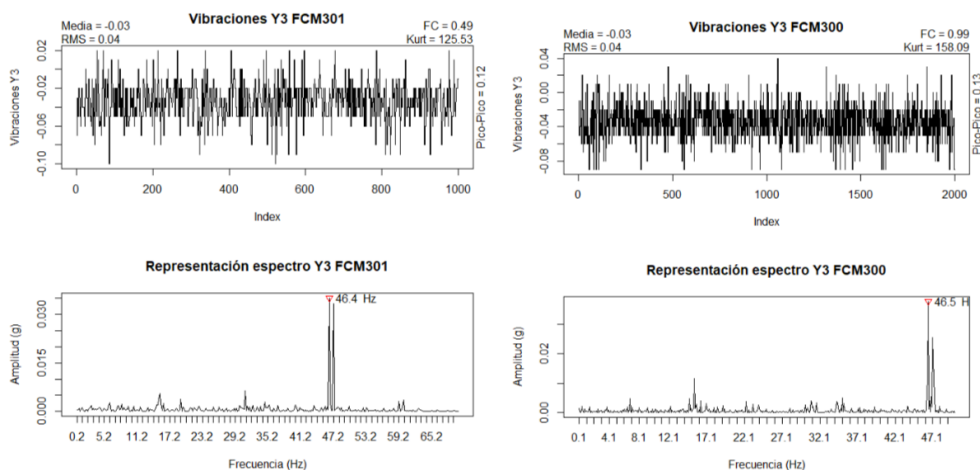 Vibraciones Y3 FCM301
Media = -0.03
RMS = 0.04
FC = 0.49
Kurt = 125.53
Vibraciones Y3
0.02
-0.02
-0.06
-0.10
Pico-Pico = 0.12
0 200 400 600 800 1000
Index
Vibraciones Y3 FCM300
Media = -0.03
RMS = 0.04
FC = 0.99
Kurt = 158.09
Vibraciones Y3
0.04
0.00
-0.04
-0.08
Pico-Pico = 0.13
0 500 1000 1500 2000
Index
Representación espectro Y3 FCM301
46.4 Hz
Amplitud (g)
0.030
0.015
0.000
0.2 5.2 11.2 17.2 23.2 29.2 35.2 41.2 47.2 53.2 59.2 65.2
Frecuencia (Hz)
Representación espectro Y3 FCM300
46.5 H
Amplitud (g)
0.02
0.00
0.1 4.1 8.1 12.1 17.1 22.1 27.1 32.1 37.1 42.1 47.1
Frecuencia (Hz)